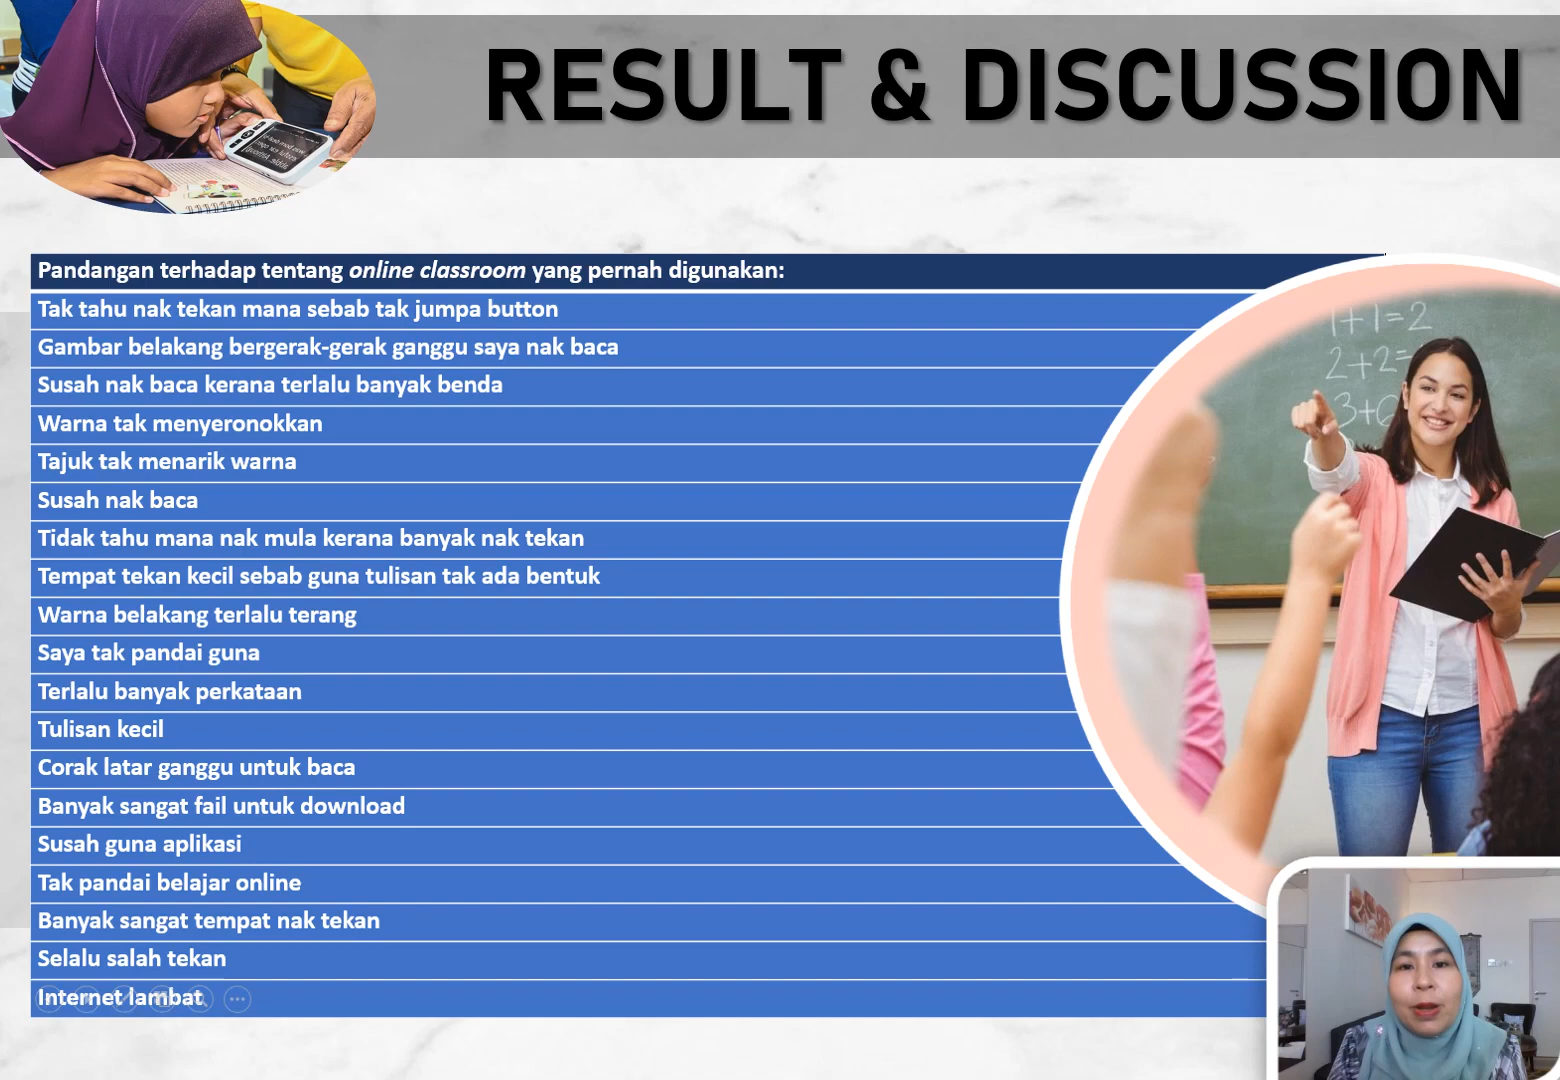 RESULT & DISCUSSION
Pandangan terhadap tentang online classroom yang pernah digunakan:
Tak tahu nak tekan mana sebab tak jumpa button
Gambar belakang bergerak-gerak ganggu saya nak baca
Susah nak baca kerana terlalu banyak benda
Warna tak menyeronokkan
Tajuk tak menarik warna
Susah nak baca
Tidak tahu mana nak mula kerana banyak nak tekan
Tempat tekan kecil sebab guna tulisan tak ada bentuk
Warna belakang terlalu terang
Saya tak pandai guna
Terlalu banyak perkataan
Tulisan kecil
Corak latar ganggu untuk baca
Banyak sangat fail untuk download
Susah guna aplikasi
Tak pandai belajar online
Banyak sangat tempat nak tekan
Selalu salah tekan
Internet lambat
1+1=2
2+2=
3+6